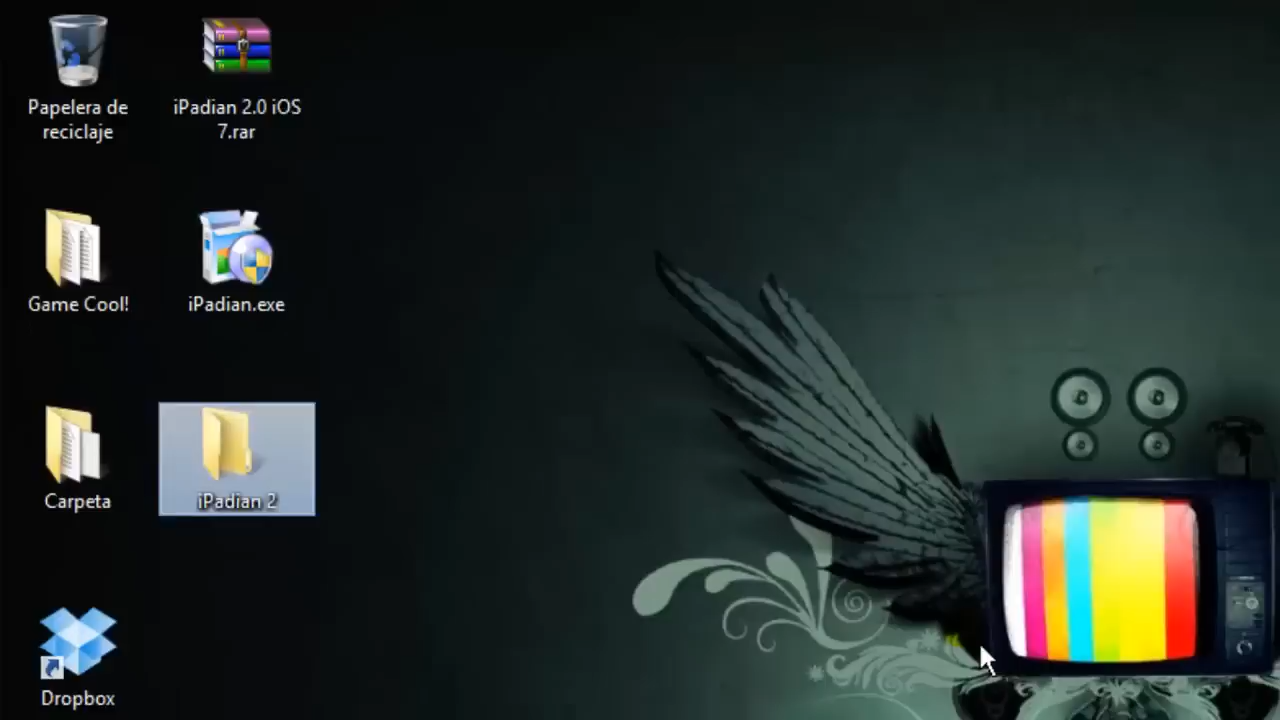 Papelera de
reciclaje
iPadian 2.0 iOS
7.rar
Game Cool!
iPadian.exe
Carpeta
iPadian 2
Dropbox